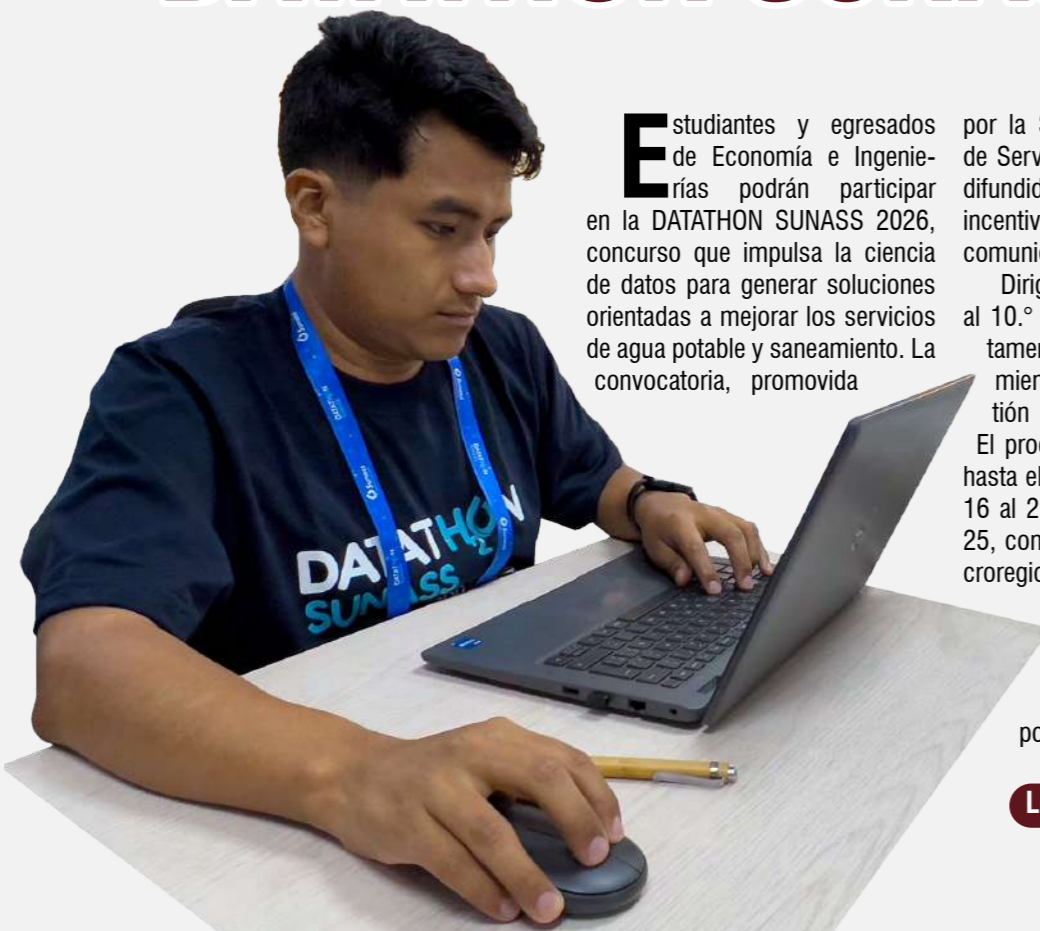 Estudiantes y egresados
de Economía e Ingenie-
rías podrán participar
en la DATATHON SUNASS 2026,
concurso que impulsa la ciencia
de datos para generar soluciones
orientadas a mejorar los servicios
de agua potable y saneamiento. La
convocatoria, promovida
por la
de Serv
difundid
incentiv
comunic
Dirig
al 10.°
tamer
mien
tión
El proc
hasta el
16 al 2
25, con
croregio
po
L
DATATH2ON
SUNASS
Sunass